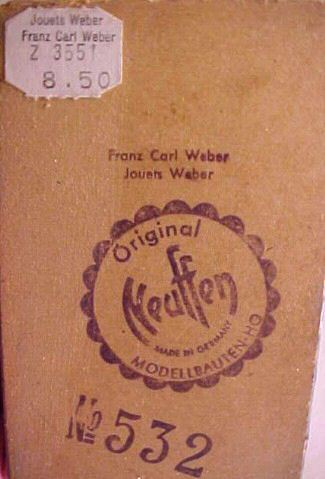 Jouets Weber
Franz Carl Weber
Z 3551
8.50
Franz Carl Weber
Jouets Weber
Original
MADE IN GERMANY
MODELLBAUTEN-HO
№ 532